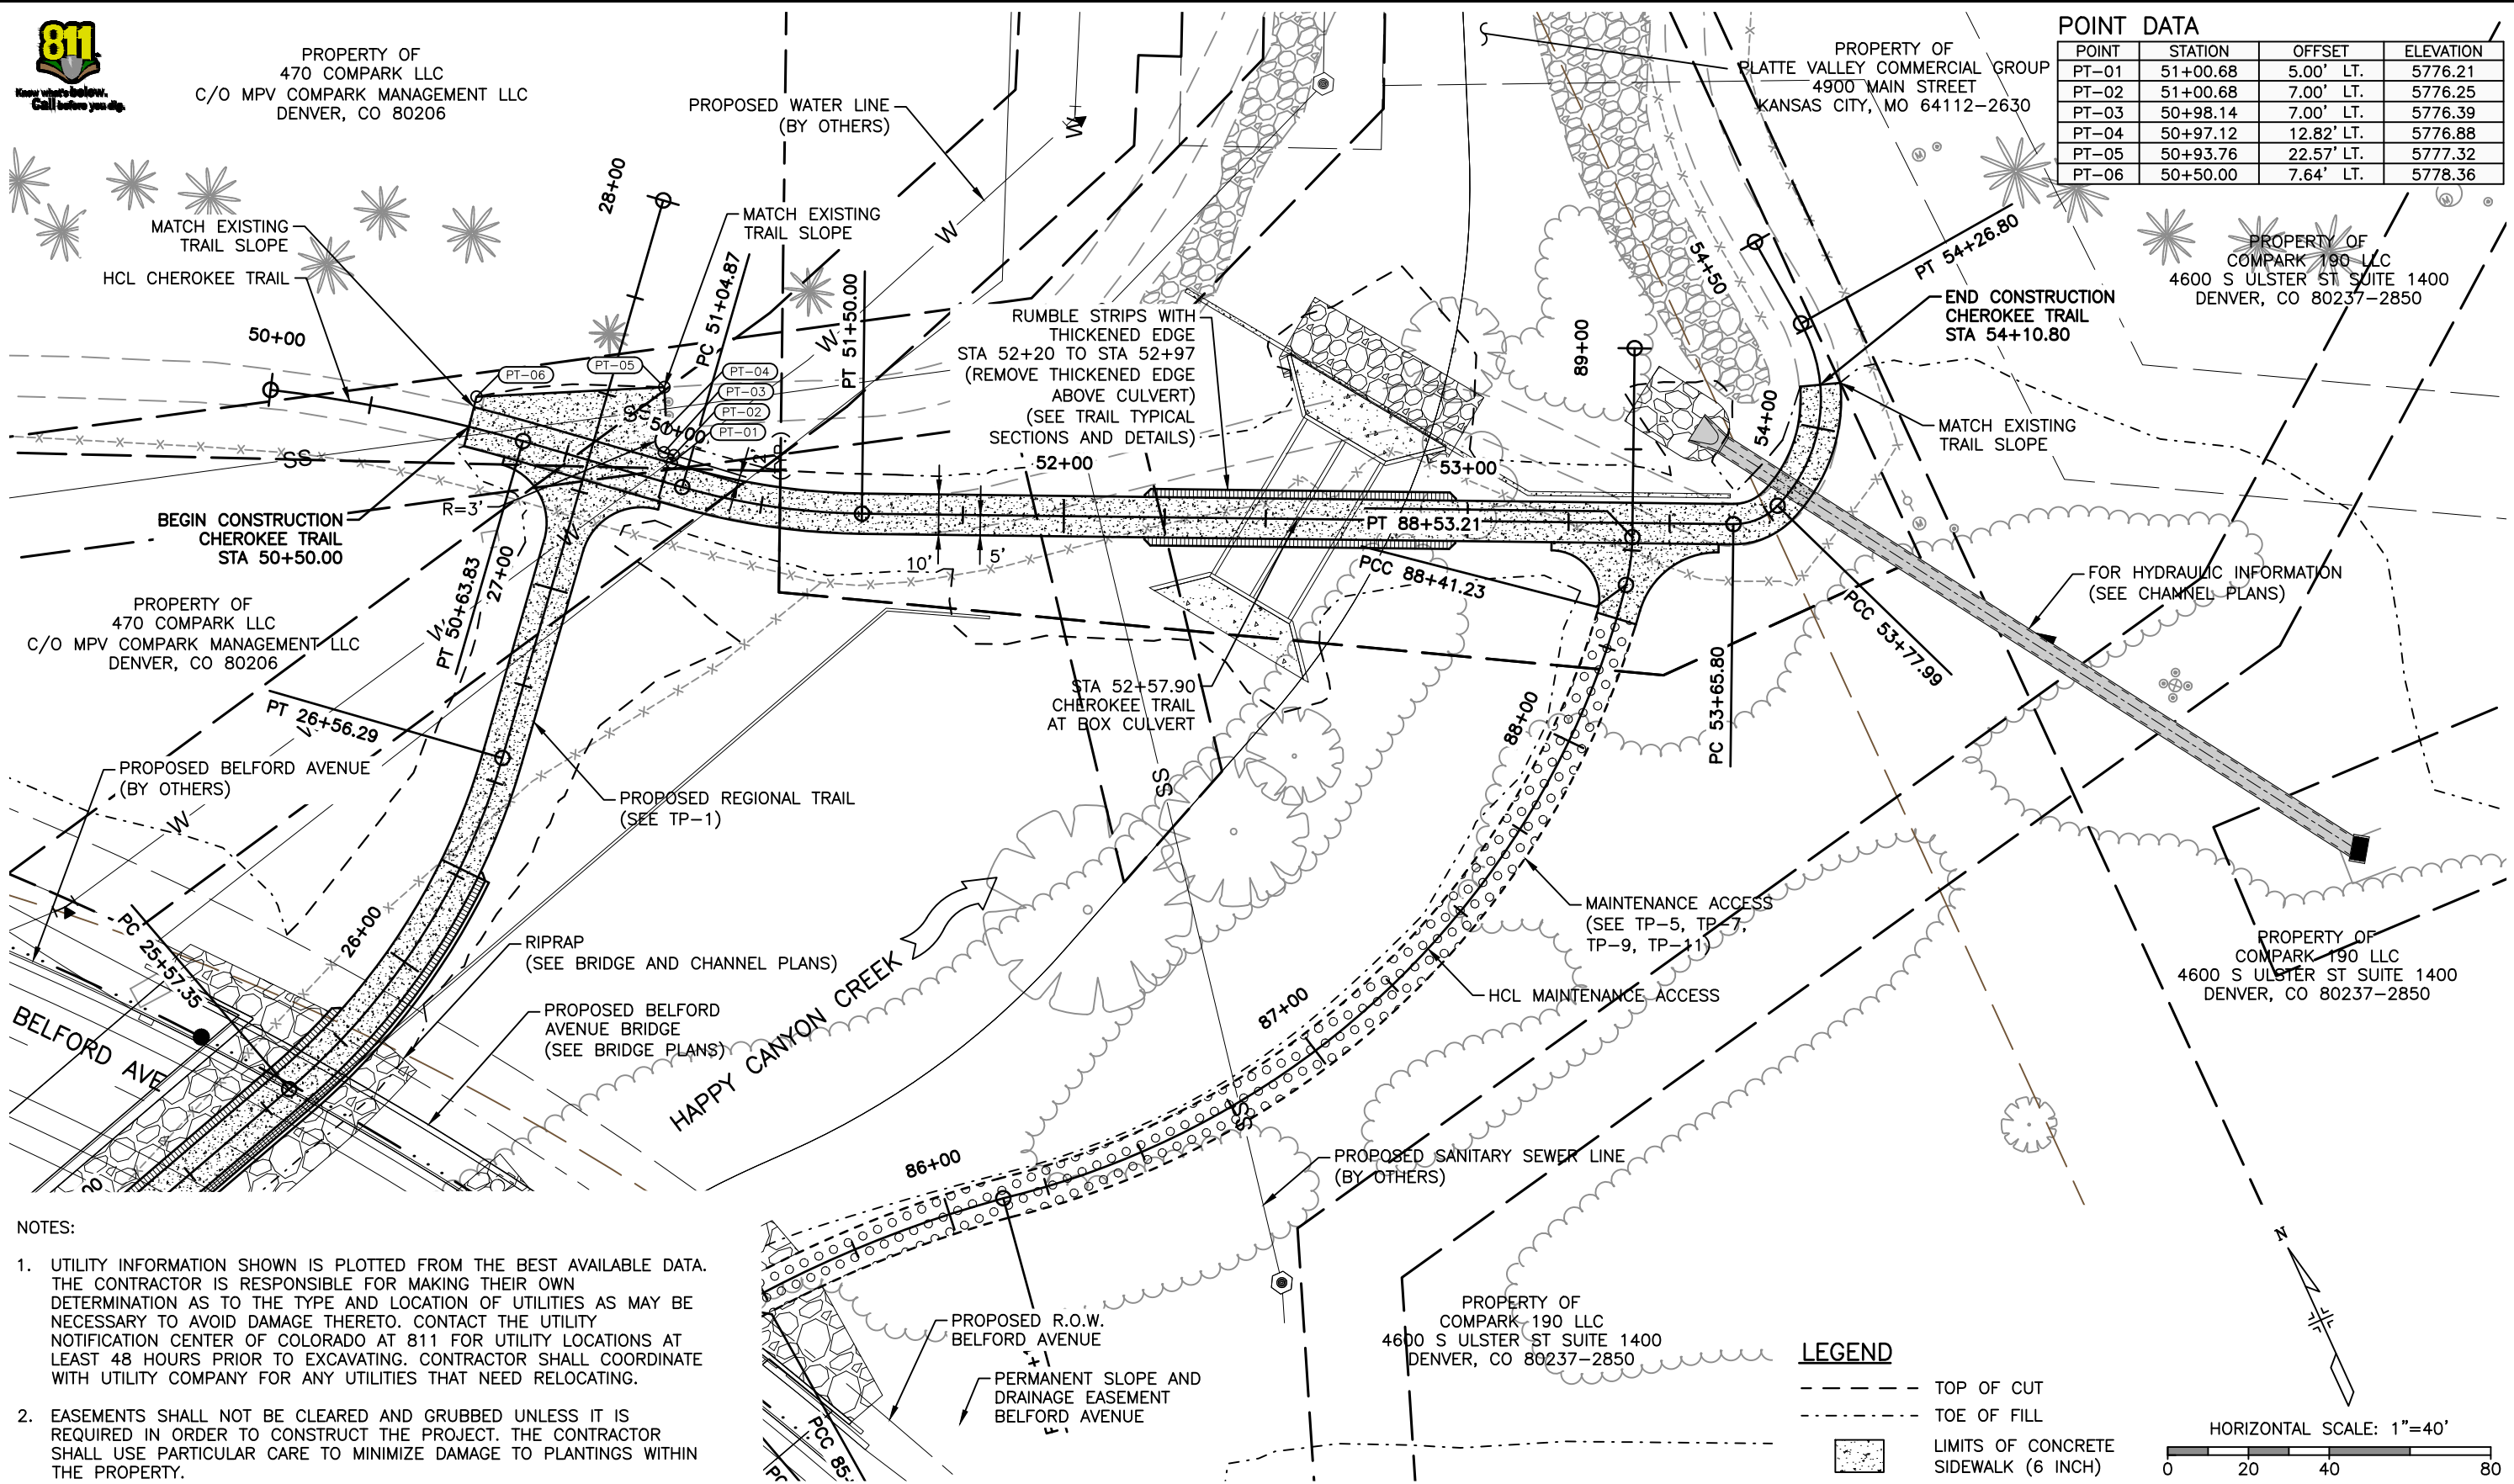 811
Know what's below.
Call before you dig.
PROPERTY OF
470 COMPARK LLC
C/O MPV COMPARK MANAGEMENT LLC
DENVER, CO 80206
PROPOSED WATER LINE
(BY OTHERS)
PROPERTY OF
PLATTE VALLEY COMMERCIAL GROUP
4900 MAIN STREET
KANSAS CITY, MO 64112-2630
POINT DATA
POINT STATION OFFSET ELEVATION
PT-01 51+00.68 5.00' LT. 5776.21
PT-02 51+00.68 7.00' LT. 5776.25
PT-03 50+98.14 7.00' LT. 5776.39
PT-04 50+97.12 12.82' LT. 5776.88
PT-05 50+93.76 22.57' LT. 5777.32
PT-06 50+50.00 7.64' LT. 5778.36
28+00
MATCH EXISTING
TRAIL SLOPE
MATCH EXISTING
TRAIL SLOPE
HCL CHEROKEE TRAIL
50+00
PC 51+04.87
PT 51+50.00
W
W
W
RUMBLE STRIPS WITH
THICKENED EDGE
STA 52+20 TO STA 52+97
(REMOVE THICKENED EDGE
ABOVE CULVERT)
(SEE TRAIL TYPICAL
SECTIONS AND DETAILS)
54+50
PT 54+26.80
PROPERTY OF
COMPARK 190 LLC
4600 S ULSTER ST SUITE 1400
DENVER, CO 80237-2850
END CONSTRUCTION
CHEROKEE TRAIL
STA 54+10.80
89+00
54+00
MATCH EXISTING
TRAIL SLOPE
PT-06
PT-05
PT-04
PT-03
PT-02
PT-01
50+00
SS
52+00
53+00
R=3'
BEGIN CONSTRUCTION
CHEROKEE TRAIL
STA 50+50.00
W
10'
5'
PT 88+53.21
PCC 88+41.23
FOR HYDRAULIC INFORMATION
(SEE CHANNEL PLANS)
PCC 53+77.99
PT 50+63.83
27+00
PROPERTY OF
470 COMPARK LLC
C/O MPV COMPARK MANAGEMENT LLC
DENVER, CO 80206
W
PC 53+65.80
STA 52+57.90
CHEROKEE TRAIL
AT BOX CULVERT
88+00
PT 26+56.29
W
PROPOSED BELFORD AVENUE
(BY OTHERS)
SS
PROPOSED REGIONAL TRAIL
(SEE TP-1)
W
MAINTENANCE ACCESS
(SEE TP-5, TP-7,
TP-9, TP-11)
PC 25+57.35
26+00
RIPRAP
(SEE BRIDGE AND CHANNEL PLANS)
HAPPY CANYON CREEK
PROPERTY OF
COMPARK 190 LLC
4600 S ULSTER ST SUITE 1400
DENVER, CO 80237-2850
HCL MAINTENANCE ACCESS
87+00
PROPOSED BELFORD
AVENUE BRIDGE
(SEE BRIDGE PLANS)
BELFORD AVE
SS
86+00
PROPOSED SANITARY SEWER LINE
(BY OTHERS)
NOTES:
1. UTILITY INFORMATION SHOWN IS PLOTTED FROM THE BEST AVAILABLE DATA.
THE CONTRACTOR IS RESPONSIBLE FOR MAKING THEIR OWN
DETERMINATION AS TO THE TYPE AND LOCATION OF UTILITIES AS MAY BE
NECESSARY TO AVOID DAMAGE THERETO. CONTACT THE UTILITY
NOTIFICATION CENTER OF COLORADO AT 811 FOR UTILITY LOCATIONS AT
LEAST 48 HOURS PRIOR TO EXCAVATING. CONTRACTOR SHALL COORDINATE
WITH UTILITY COMPANY FOR ANY UTILITIES THAT NEED RELOCATING.
2. EASEMENTS SHALL NOT BE CLEARED AND GRUBBED UNLESS IT IS
REQUIRED IN ORDER TO CONSTRUCT THE PROJECT. THE CONTRACTOR
SHALL USE PARTICULAR CARE TO MINIMIZE DAMAGE TO PLANTINGS WITHIN
THE PROPERTY.
PROPOSED R.O.W.
BELFORD AVENUE
PERMANENT SLOPE AND
DRAINAGE EASEMENT
BELFORD AVENUE
PCC 85+
PROPERTY OF
COMPARK 190 LLC
4600 S ULSTER ST SUITE 1400
DENVER, CO 80237-2850
N
LEGEND
TOP OF CUT
TOE OF FILL
LIMITS OF CONCRETE
SIDEWALK (6 INCH)
HORIZONTAL SCALE: 1"=40'
0 20 40 80